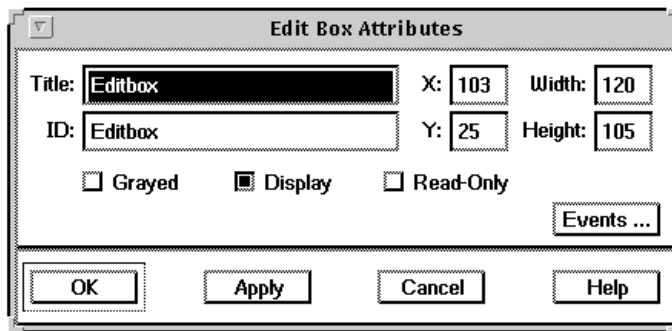 Edit Box Attributes
Title: Editbox X: 103 Width: 120
ID: Editbox Y: 25 Height: 105
Grayed Display Read-Only
Events ...
OK Apply Cancel Help